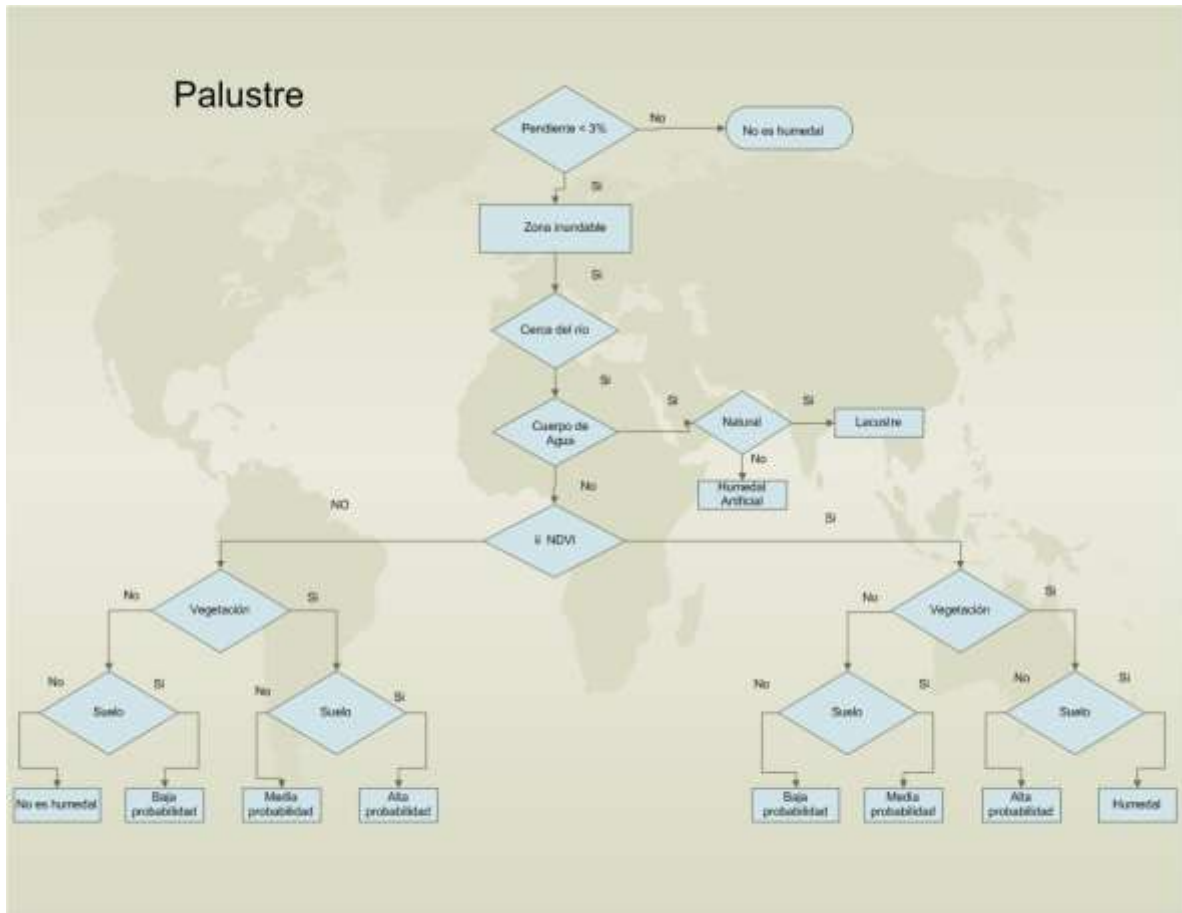 Palustre
Pendiente < 3%
No
No es humedal
Si
Zona inundable
Si
Cerca del río
Si
Cuerpo de
Agua
Si
Natural
Si
Lacustre
No
Humedal
Artificial
No
NO
NDVI
Si
No
Vegetación
Si
No
Vegetación
Si
No
Suelo
Si
No
Suelo
Si
No
Suelo
Si
No
Suelo
Si
No es humedal
Baja
probabilidad
Media
probabilidad
Alta
probabilidad
Baja
probabilidad
Media
probabilidad
Alta
probabilidad
Humedal